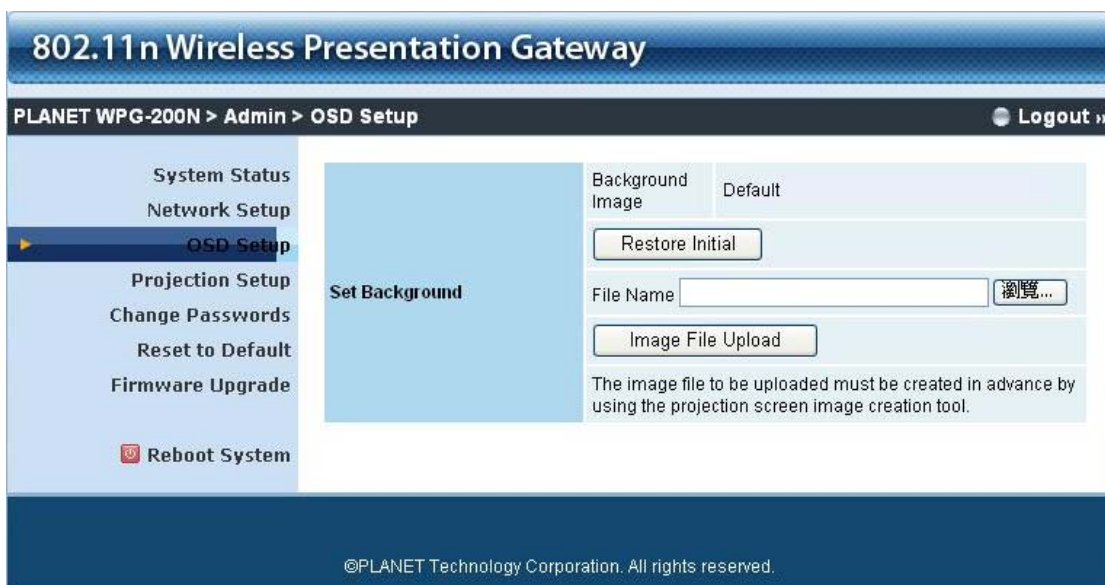 802.11n Wireless Presentation Gateway
PLANET WPG-200N > Admin > OSD Setup
Logout »
System Status
Network Setup
OSD Setup
Projection Setup
Change Passwords
Reset to Default
Firmware Upgrade
Reboot System
Set Background
Background
Image
Default
Restore Initial
File Name
瀏覽...
Image File Upload
The image file to be uploaded must be created in advance by
using the projection screen image creation tool.
©PLANET Technology Corporation. All rights reserved.